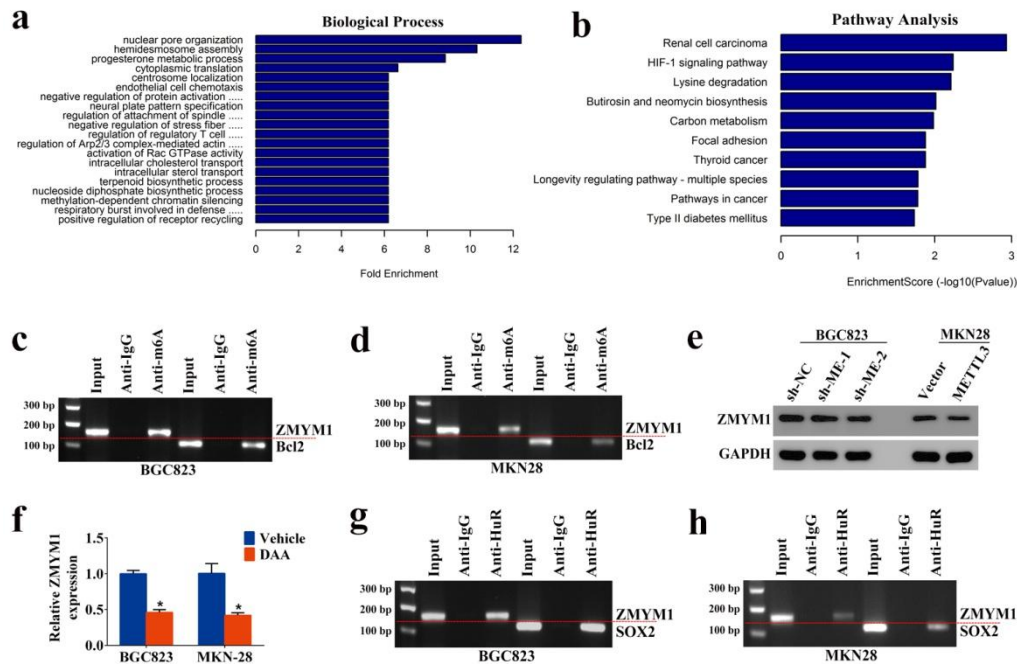 a
Biological Process
nuclear pore organization
hemidesmosome assembly
progesterone metabolic process
cytoplasmic translation
centrosome localization
endothelial cell chemotaxis
negative regulation of protein activation .....
neural plate pattern specification
regulation of attachment of spindle .....
negative regulation of stress fiber .....
regulation of regulatory T cell .....
regulation of Arp2/3 complex-mediated actin .....
activation of Rac GTPase activity
intracellular cholesterol transport
intracellular sterol transport
terpenoid biosynthetic process
nucleoside diphosphate biosynthetic process
methylation-dependent chromatin silencing
respiratory burst involved in defense .....
positive regulation of receptor recycling
0 2 4 6 8 10 12
Fold Enrichment
b
Pathway Analysis
Renal cell carcinoma
HIF-1 signaling pathway
Lysine degradation
Butirosin and neomycin biosynthesis
Carbon metabolism
Focal adhesion
Thyroid cancer
Longevity regulating pathway - multiple species
Pathways in cancer
Type II diabetes mellitus
0 1 2 3
EnrichmentScore (-log10(Pvalue))
c
Input Anti-IgG Anti-m6A Input Anti-IgG Anti-m6A
300 bp
200 bp
100 bp
ZMYM1
Bcl2
BGC823
d
Input Anti-IgG Anti-m6A Input Anti-IgG Anti-m6A
300 bp
200 bp
100 bp
ZMYM1
Bcl2
MKN28
e
BGC823 MKN28
sh-NC sh-ME-1 sh-ME-2 Vector METTL3
ZMYM1
GAPDH
f
Relative ZMYM1
expression
Vehicle
DAA
1.5
1.0
0.5
0.0
* *
BGC823 MKN-28
g
Input Anti-IgG Anti-HuR Input Anti-IgG Anti-HuR
300 bp
200 bp
100 bp
ZMYM1
SOX2
BGC823
h
Input Anti-IgG Anti-HuR Input Anti-IgG Anti-HuR
300 bp
200 bp
100 bp
ZMYM1
SOX2
MKN28